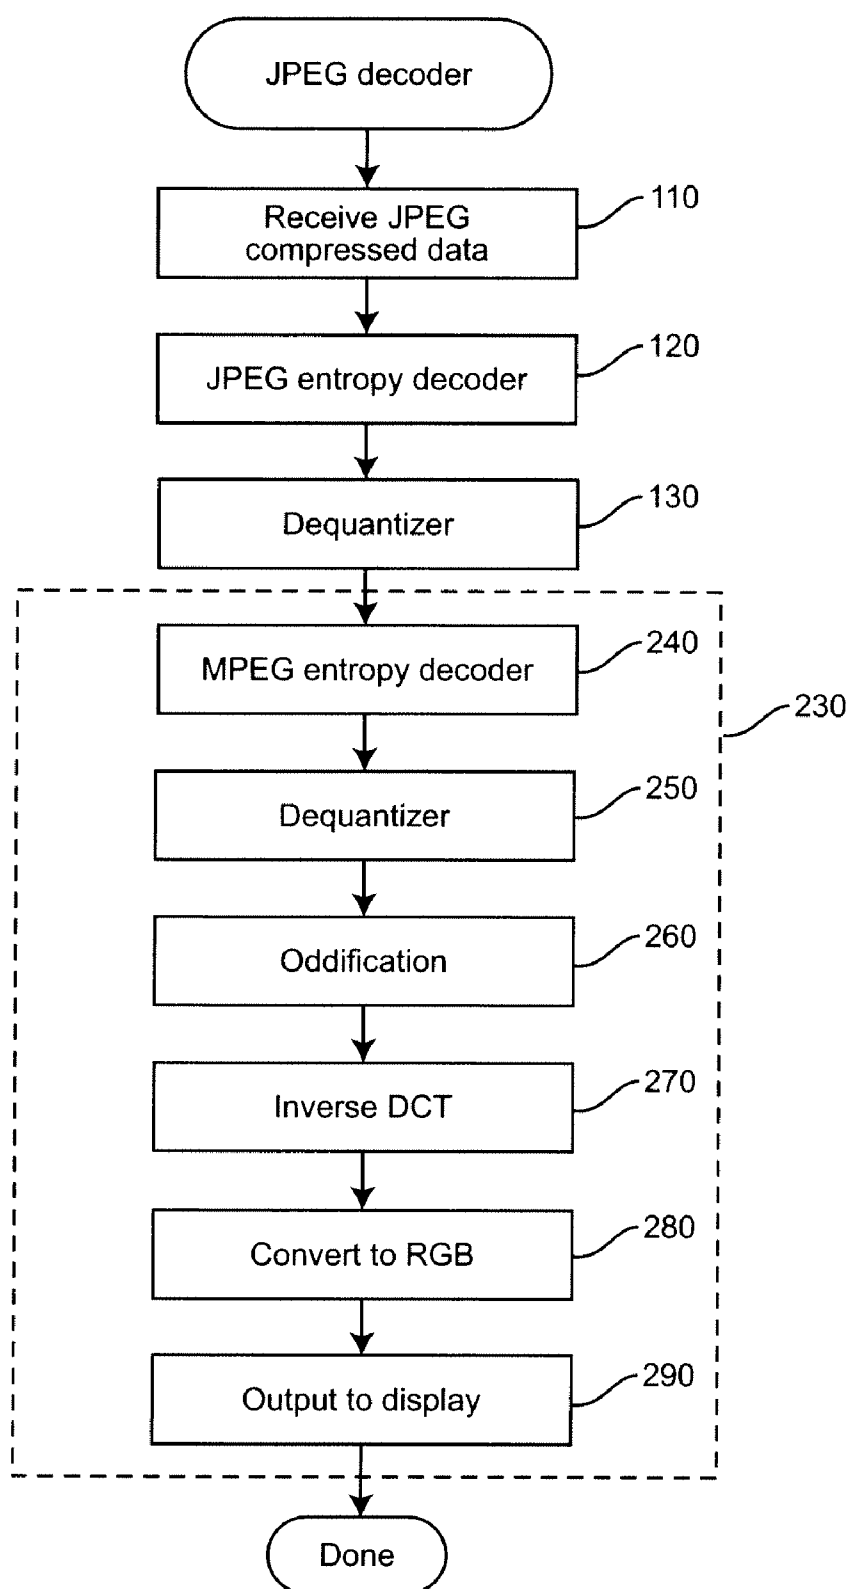 JPEG decoder
Receive JPEG
compressed data
110
JPEG entropy decoder
120
Dequantizer
130
MPEG entropy decoder
240
230
Dequantizer
250
Oddification
260
Inverse DCT
270
Convert to RGB
280
Output to display
290
Done